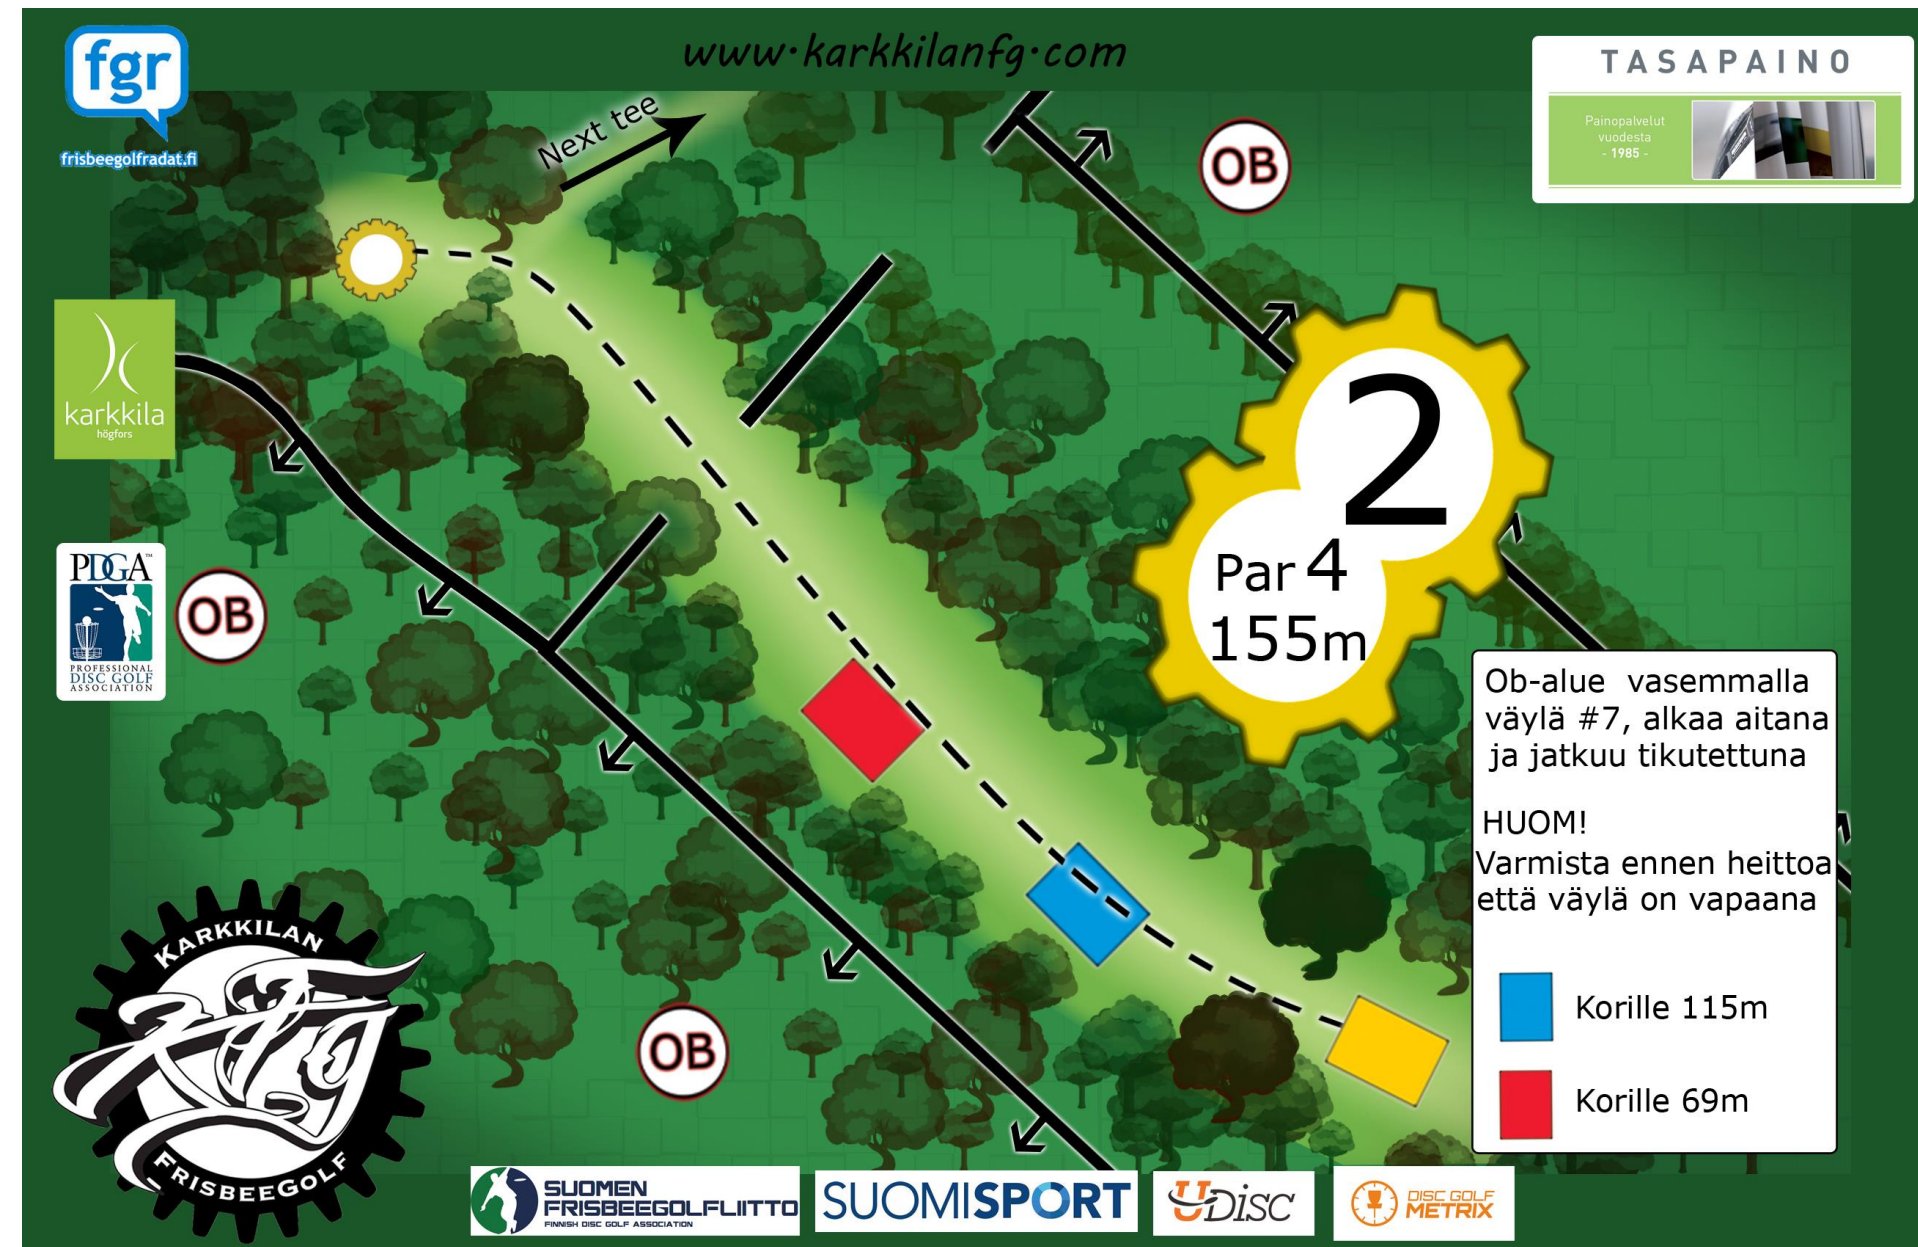 fgr
frisbeegolfradat.fi
www.karkkilanfg.com
TASAPAINO
Painopalvelut
vuodesta
- 1985 -
Next tee
OB
karkkila
högfors
2
Par 4
155m
PDGA™
PROFESSIONAL
DISC GOLF
ASSOCIATION
OB
Ob-alue vasemmalla
väylä #7, alkaa aitana
ja jatkuu tikutettuna
HUOM!
Varmista ennen heittoa
että väylä on vapaana
Korille 115m
Korille 69m
KARKKILAN
KFg
FRISBEEGOLF
OB
SUOMEN
FRISBEEGOLFLIITTO
FINNISH DISC GOLF ASSOCIATION
SUOMISPORT
UDisc
DISC GOLF
METRIX